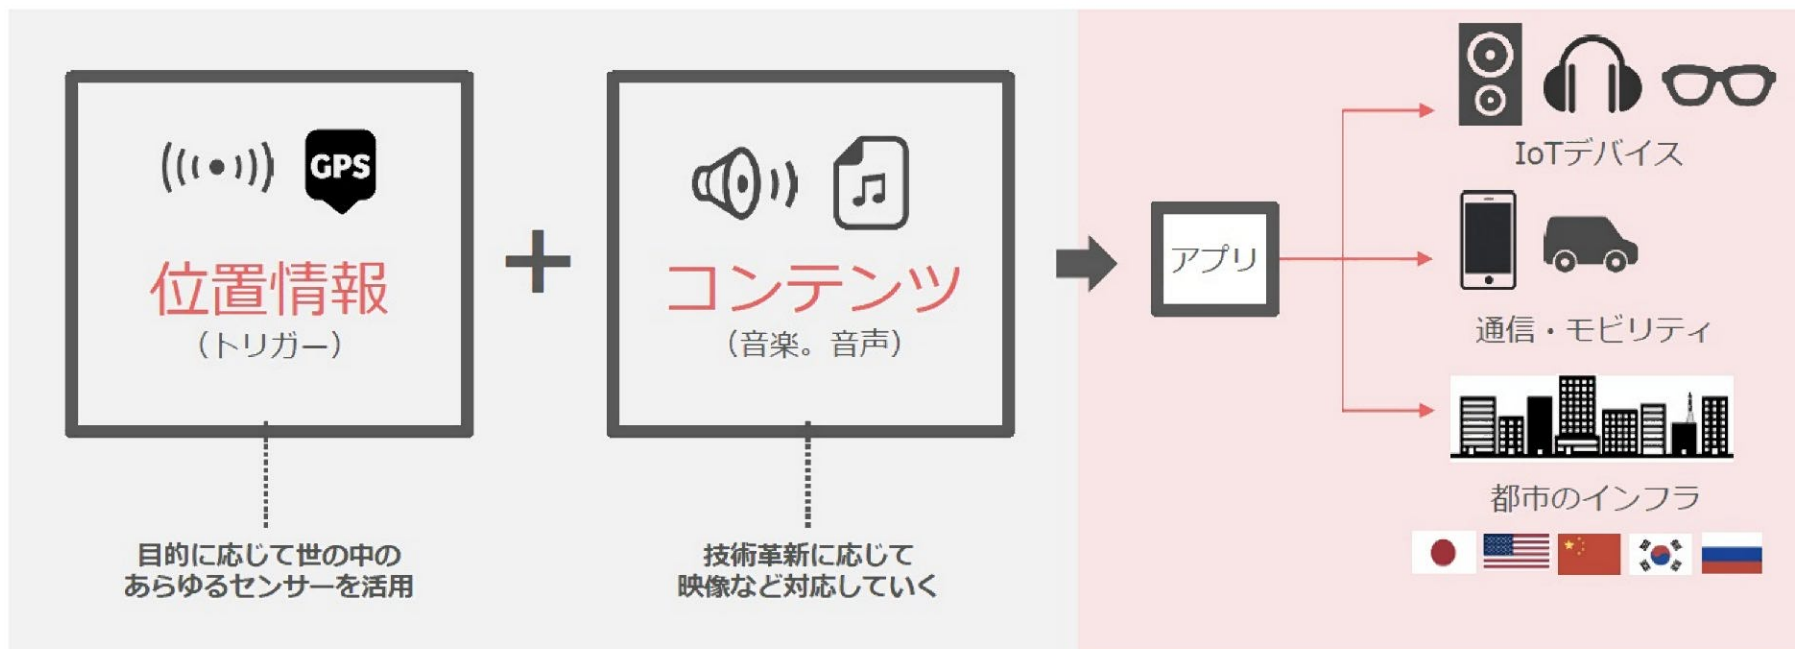 GPS
位置情報
（トリガー）
目的に応じて世の中の
あらゆるセンサーを活用
＋
コンテンツ
（音楽。音声）
技術革新に応じて
映像など対応していく
アプリ
IoTデバイス
通信・モビリティ
都市のインフラ